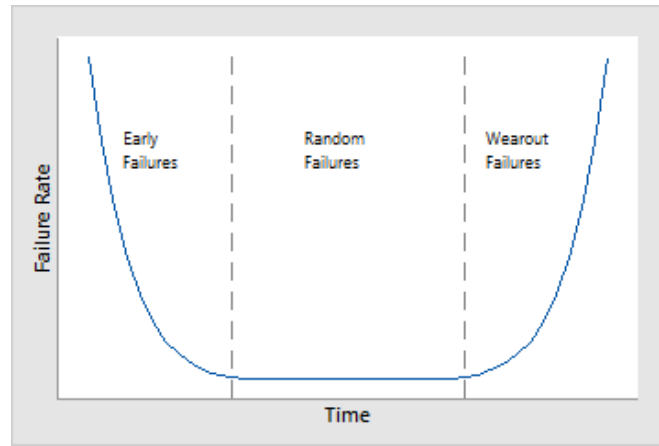 Failure Rate
Early
Failures
Random
Failures
Wearout
Failures
Time